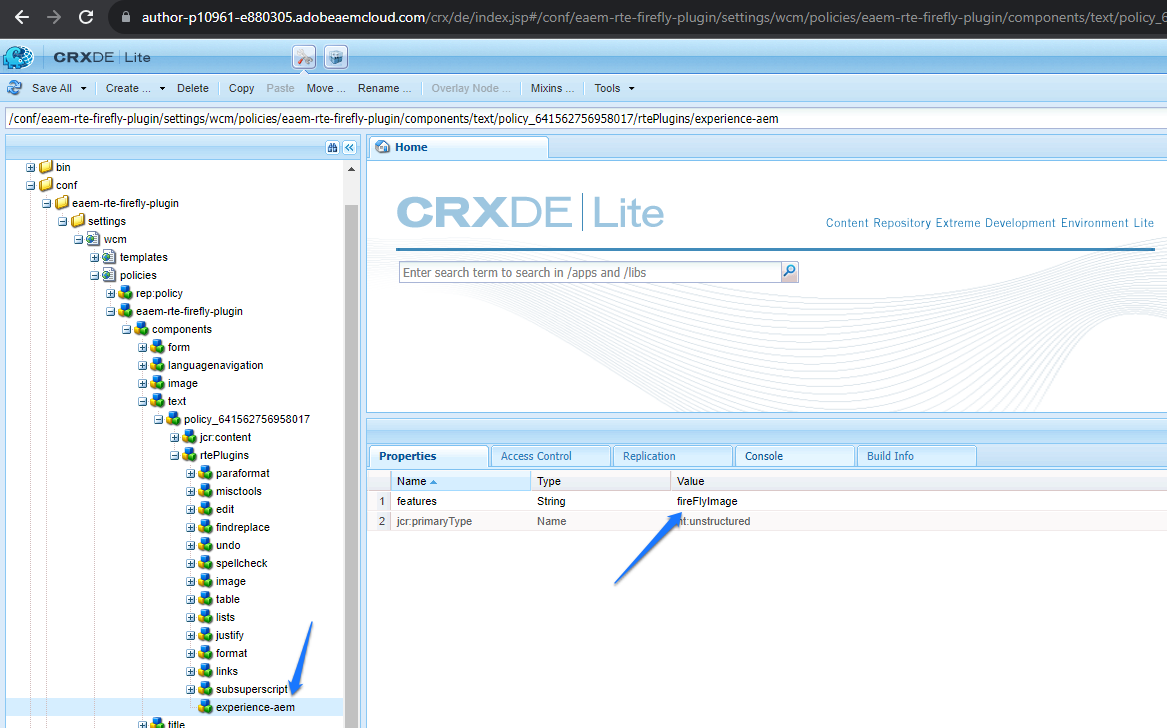 author-p10961-e880305.adobeaemcloud.com/crx/de/index.jsp#/conf/eaem-rte-firefly-plugin/settings/wcm/policies/eaem-rte-firefly-plugin/components/text/policy_6
CRXDE | Lite
Save All Create ... Delete Copy Paste Move ... Rename ... Overlay Node ... Mixins ... Tools
/conf/eaem-rte-firefly-plugin/settings/wcm/policies/eaem-rte-firefly-plugin/components/text/policy_641562756958017/rtePlugins/experience-aem
bin
conf
eaem-rte-firefly-plugin
settings
wcm
templates
policies
rep:policy
eaem-rte-firefly-plugin
components
form
languagenavigation
image
text
policy_641562756958017
jcr:content
rtePlugins
paraformat
misctools
edit
findreplace
undo
spellcheck
image
table
lists
justify
format
links
subsuperscript
experience-aem
title
Home
CRXDE | Lite
Content Repository Extreme Development Environment Lite
Enter search term to search in /apps and /libs
Properties Access Control Replication Console Build Info
Name Type Value
1 features String fireFlyImage
2 jcr:primaryType Name nt:unstructured